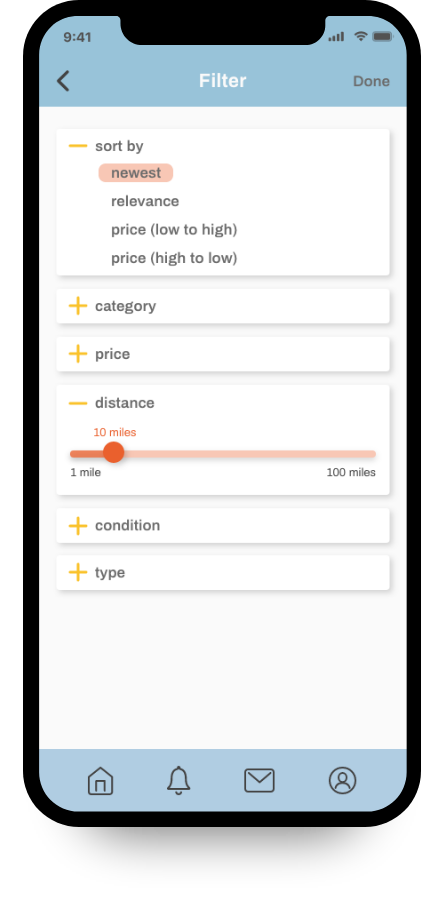 9:41
Filter
Done
sort by
newest
relevance
price (low to high)
price (high to low)
category
price
distance
10 miles
1 mile
100 miles
condition
type